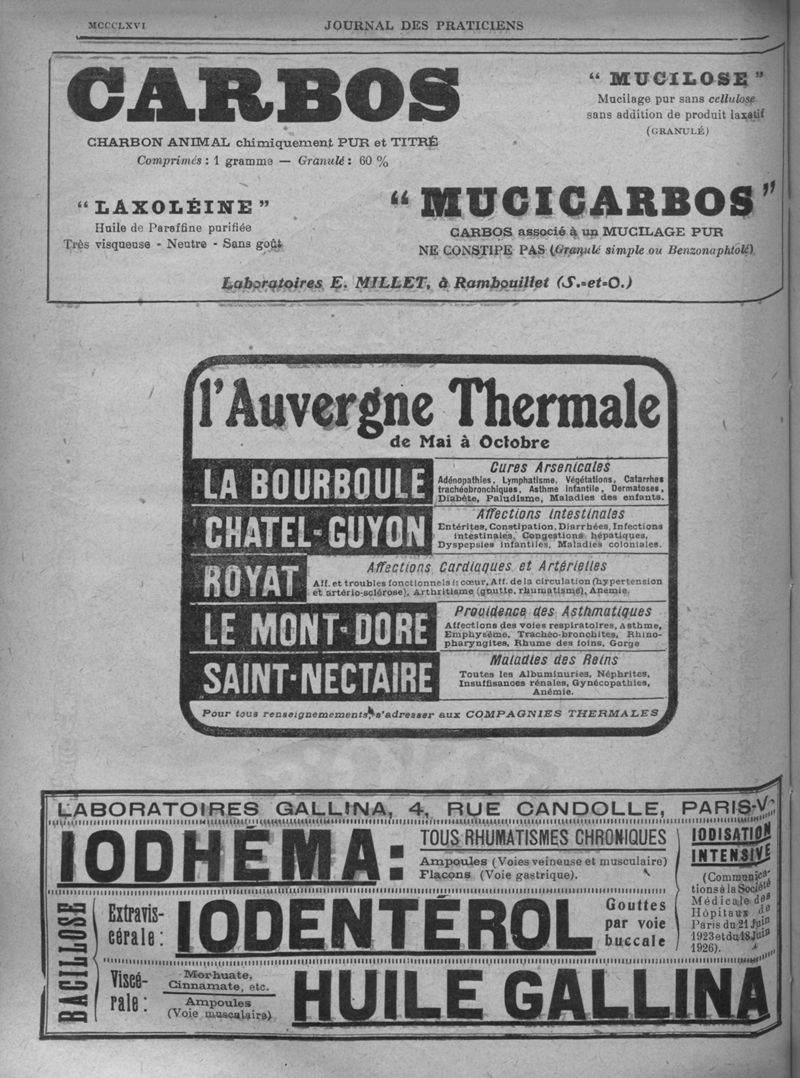 MCCCLXVI
JOURNAL DES PRATICIENS
CARBOS
CHARBON ANIMAL chimiquement PUR et TITRÉ
Comprimés : 1 gramme — Granulé : 60 %
“ MUCILOSE ”
Mucilage pur sans cellulose
sans addition de produit laxatif
(GRANULÉ)
“ LAXOLÉINE ”
Huile de Paraffine purifiée
Très visqueuse - Neutre - Sans goût
“ MUCICARBOS ”
CARBOS associé à un MUCILAGE PUR
NE CONSTIPE PAS (Granulé simple ou Benzonaphtolé)
Laboratoires E. MILLET, à Rambouillet (S.-et-O.)
l'Auvergne Thermale
de Mai à Octobre
LA BOURBOULE
Cures Arsenicales
Adénopathies, Lymphatisme, Végétations, Catarrhes
trachéobronchiques, Asthme infantile, Dermatoses,
Diabète, Paludisme, Maladies des enfants.
CHATEL-GUYON
Affections intestinales
Entérites, Constipation, Diarrhées, Infections
intestinales, Congestions hépatiques,
Dyspepsies infantiles, Maladies coloniales.
ROYAT
Affections Cardiaques et Artérielles
Aff. et troubles fonctionnels : cœur, Aff. de la circulation (hypertension
et artério-sclérose), Arthritisme (goutte, rhumatisme), Anémie.
LE MONT-DORE
Providence des Asthmatiques
Affections des voies respiratoires, Asthme,
Emphysème, Trachéo-bronchites, Rhino-
pharyngites, Rhume des foins, Gorge
SAINT-NECTAIRE
Maladies des Reins
Toutes les Albuminuries, Néphrites,
Insuffisances rénales, Gynécopathies,
Anémie.
Pour tous renseignemements, s'adresser aux COMPAGNIES THERMALES
LABORATOIRES GALLINA, 4, RUE CANDOLLE, PARIS-Ve
IODHÉMA :
TOUS RHUMATISMES CHRONIQUES
Ampoules (Voies veineuse et musculaire)
Flacons (Voie gastrique).
IODISATION
INTENSIVE
(Communica-
tions à la Société
Médicale des
Hôpitaux de
Paris du 21 Juin
1923 et du 18 Juin
1926).
BACILLOSE
Extravis-
cérale :
IODENTÉROL
Gouttes
par voie
buccale
Viscé-
rale :
Morhuate,
Cinnamate, etc.
Ampoules
(Voie musculaire)
HUILE GALLINA